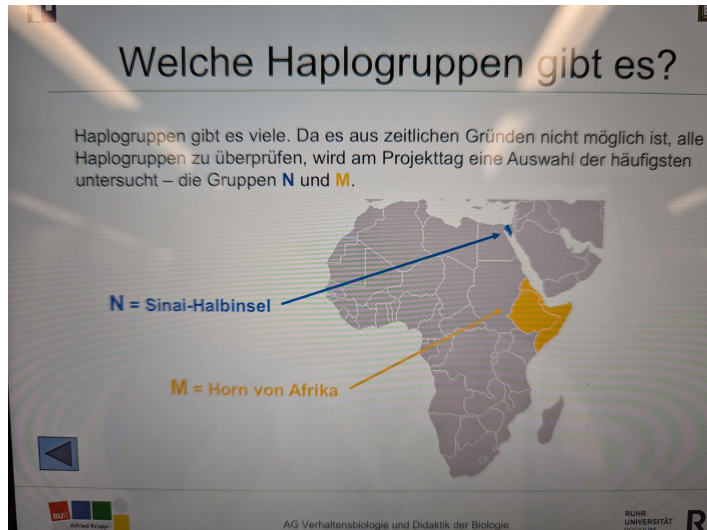 Welche Haplogruppen gibt es?
Haplogruppen gibt es viele. Da es aus zeitlichen Gründen nicht möglich ist, alle
Haplogruppen zu überprüfen, wird am Projekttag eine Auswahl der häufigsten
untersucht – die Gruppen N und M.
N = Sinai-Halbinsel
M = Horn von Afrika
RUB
Alfried Krupp-
AG Verhaltensbiologie und Didaktik der Biologie
RUHR
UNIVERSITÄT
R